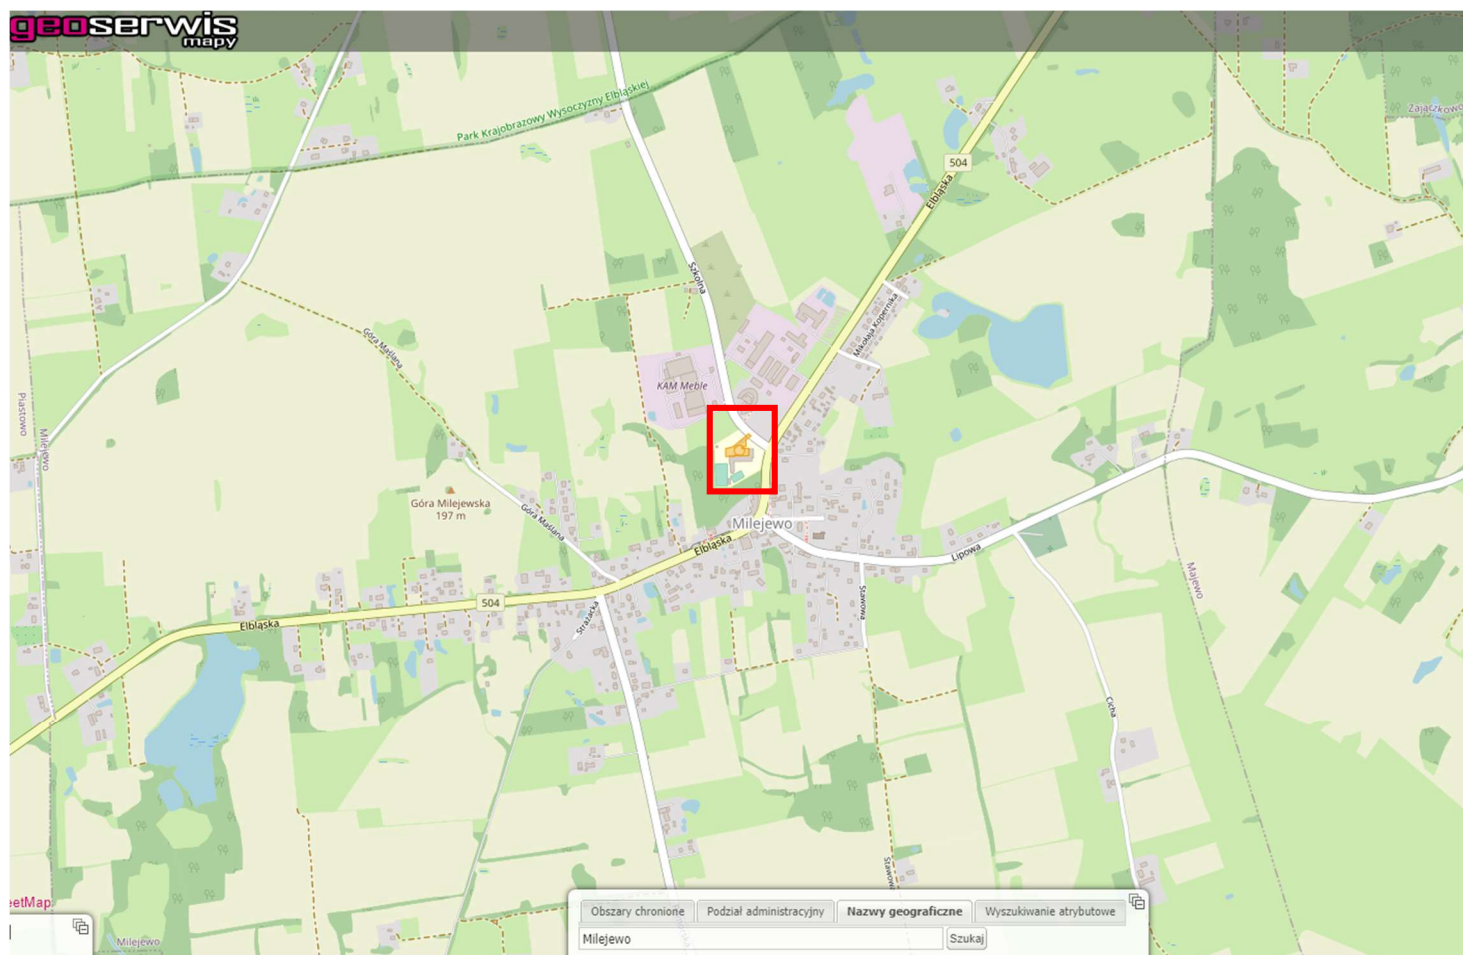 geoserwis
mapy
Park Krajobrazowy Wysoczyzny Elbląskiej
Zajączkowo
504
Elbląska
Szkolna
Mikołaja Kopernika
Góra Maślana
KAM Meble
Piastowo
Milejewo
Góra Milejewska
197 m
Góra Maślana
Milejewo
Elbląska
Lipowa
Majewo
504
Elbląska
Strażacka
Stawowa
Cicha
Stawowa
eetMap
Milejewo
Obszary chronione
Podział administracyjny
Nazwy geograficzne
Wyszukiwanie atrybutowe
Milejewo
Szukaj